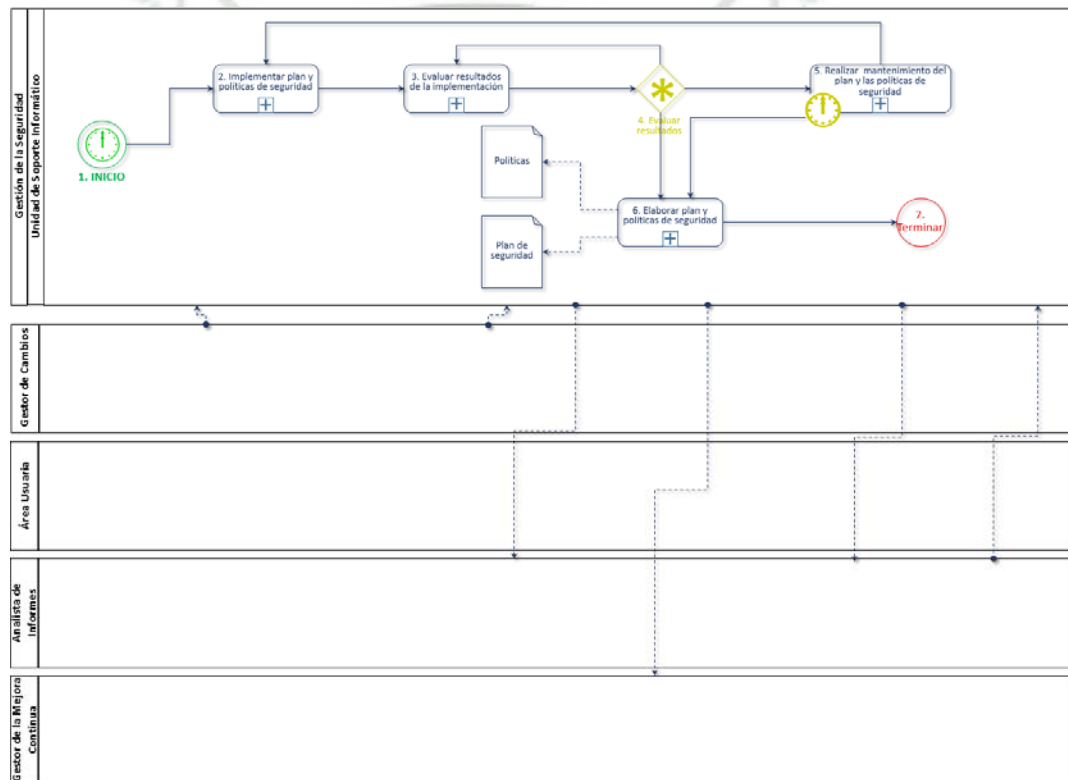 Gestión de la Seguridad
Unidad de Soporte Informático
1. INICIO
2. Implementar plan y
políticas de seguridad
3. Evaluar resultados
de la implementación
4. Evaluar
resultados
5. Realizar mantenimiento del
plan y las políticas de
seguridad
Políticas
Plan de
seguridad
6. Elaborar plan y
políticas de seguridad
7.
Terminar
Gestor de Cambios
Área Usuaria
Analista de
Informes
Gestor de la Mejora
Continua